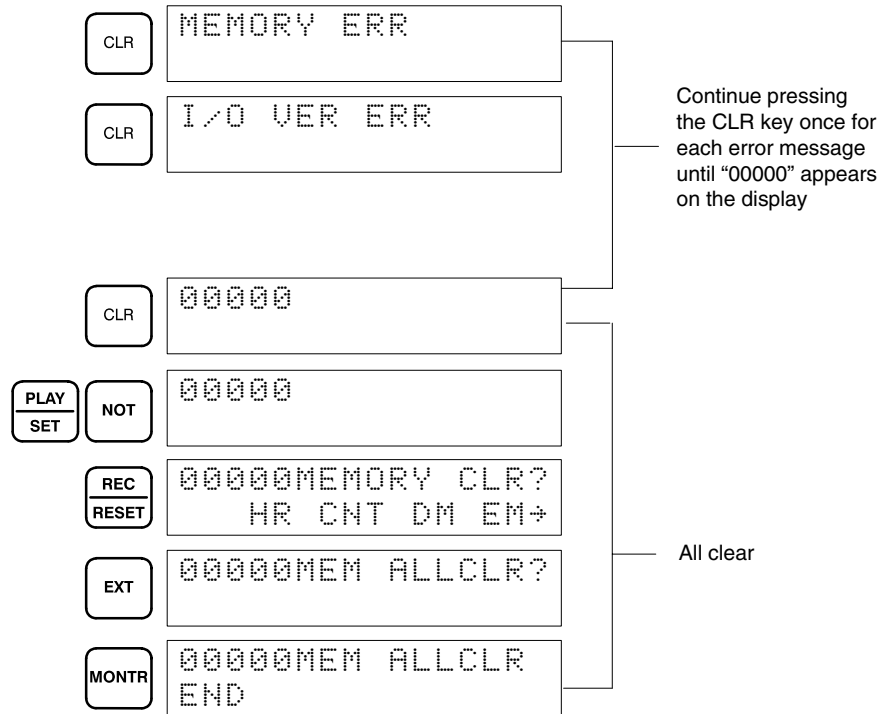 CLR
MEMORY ERR
CLR
I/O VER ERR
Continue pressing
the CLR key once for
each error message
until “00000” appears
on the display
CLR
00000
PLAY
SET
NOT
00000
REC
RESET
00000MEMORY CLR?
HR CNT DM EM→
EXT
00000MEM ALLCLR?
All clear
MONTR
00000MEM ALLCLR
END